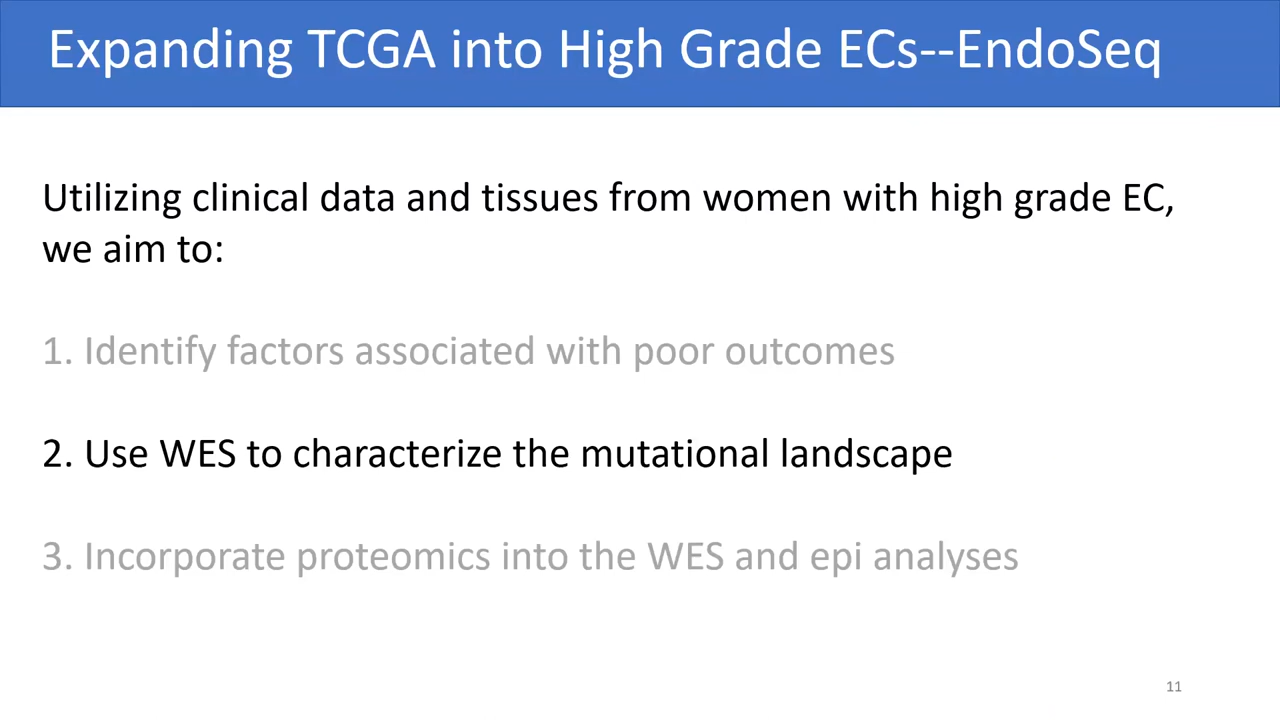 Expanding TCGA into High Grade ECs--EndoSeq
Utilizing clinical data and tissues from women with high grade EC,
we aim to:
1. Identify factors associated with poor outcomes
2. Use WES to characterize the mutational landscape
3. Incorporate proteomics into the WES and epi analyses
11